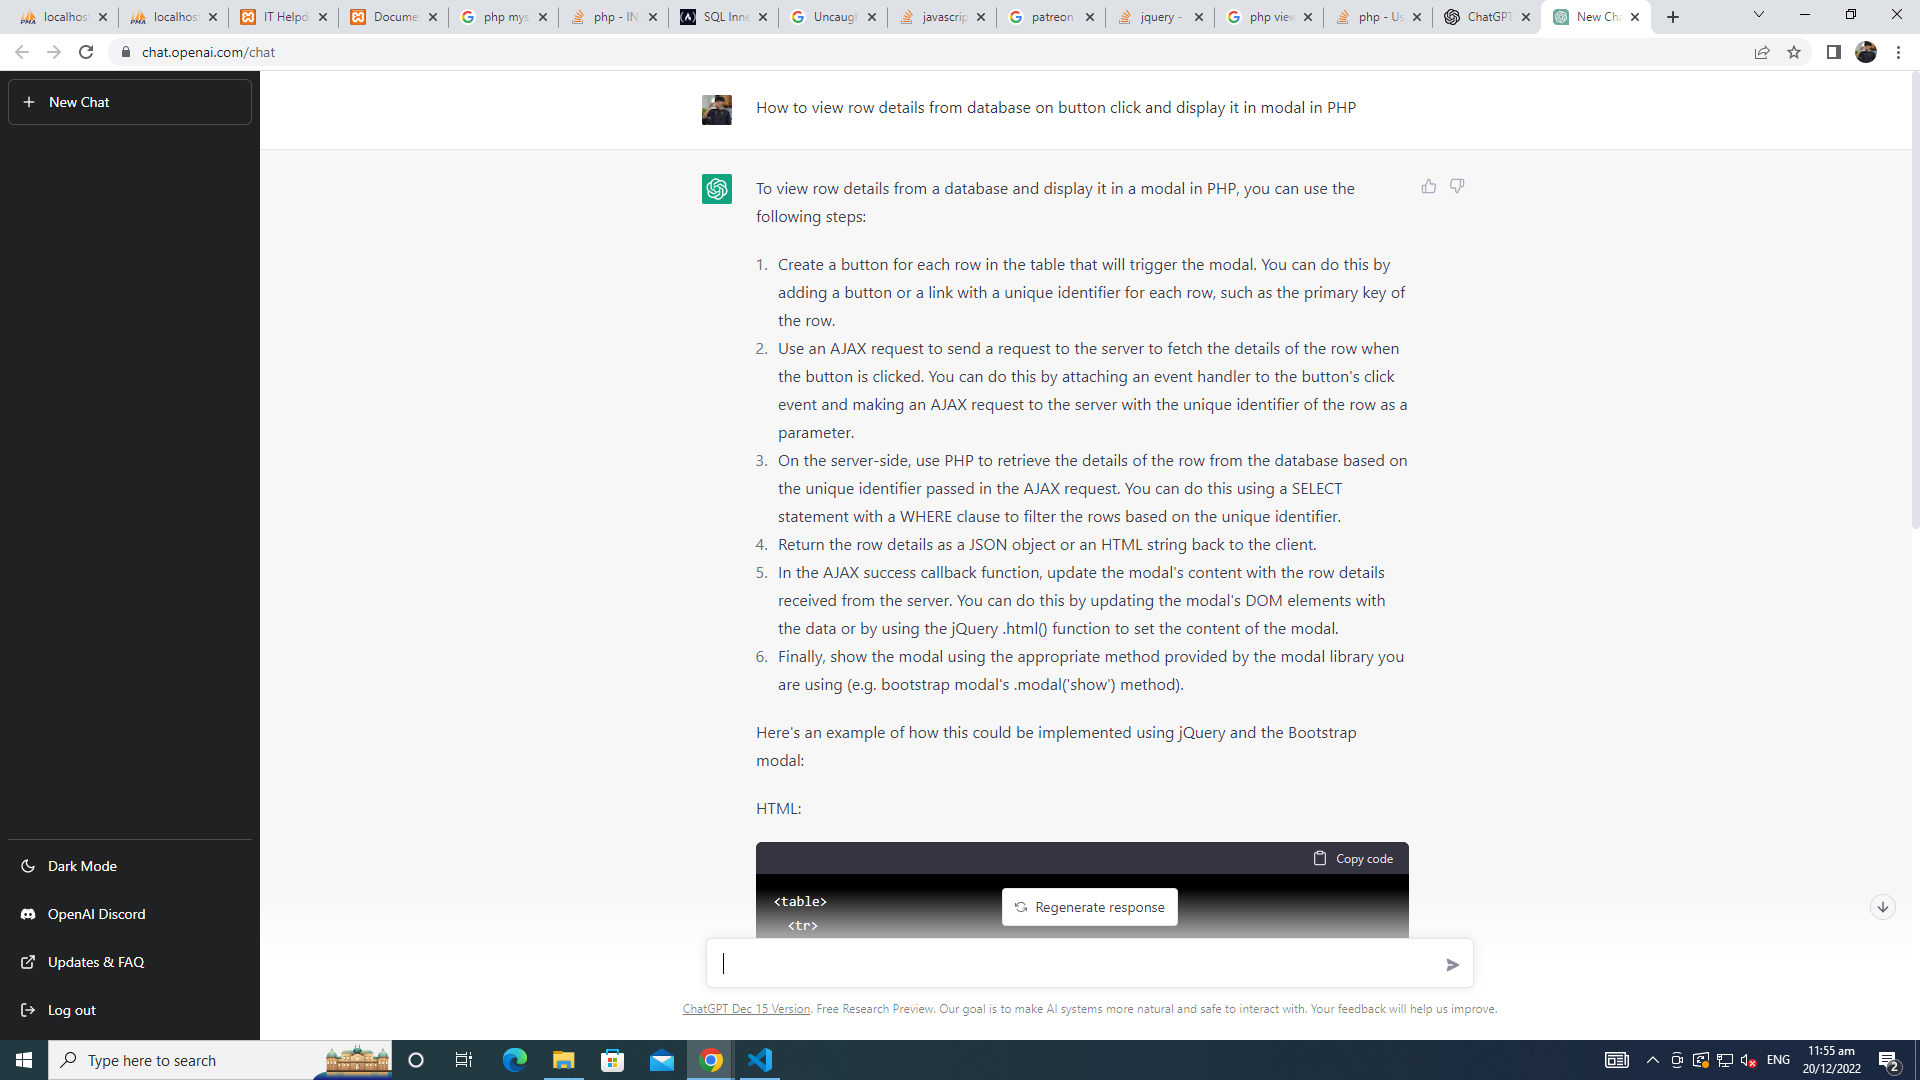 localhost
localhost
IT Helpd
Docume
php mys
php - IN
SQL Inne
Uncaugh
javascrip
patreon
jquery -
php view
php - Us
ChatGPT
New Cha
chat.openai.com/chat
New Chat
How to view row details from database on button click and display it in modal in PHP
To view row details from a database and display it in a modal in PHP, you can use the
following steps:
1. Create a button for each row in the table that will trigger the modal. You can do this by
adding a button or a link with a unique identifier for each row, such as the primary key of
the row.
2. Use an AJAX request to send a request to the server to fetch the details of the row when
the button is clicked. You can do this by attaching an event handler to the button's click
event and making an AJAX request to the server with the unique identifier of the row as a
parameter.
3. On the server-side, use PHP to retrieve the details of the row from the database based on
the unique identifier passed in the AJAX request. You can do this using a SELECT
statement with a WHERE clause to filter the rows based on the unique identifier.
4. Return the row details as a JSON object or an HTML string back to the client.
5. In the AJAX success callback function, update the modal's content with the row details
received from the server. You can do this by updating the modal's DOM elements with
the data or by using the jQuery .html() function to set the content of the modal.
6. Finally, show the modal using the appropriate method provided by the modal library you
are using (e.g. bootstrap modal's .modal('show') method).
Here's an example of how this could be implemented using jQuery and the Bootstrap
modal:
HTML:
Copy code
<table>
<tr>
Regenerate response
Dark Mode
OpenAI Discord
Updates & FAQ
Log out
ChatGPT Dec 15 Version. Free Research Preview. Our goal is to make AI systems more natural and safe to interact with. Your feedback will help us improve.
Type here to search
ENG
11:55 am
20/12/2022
2